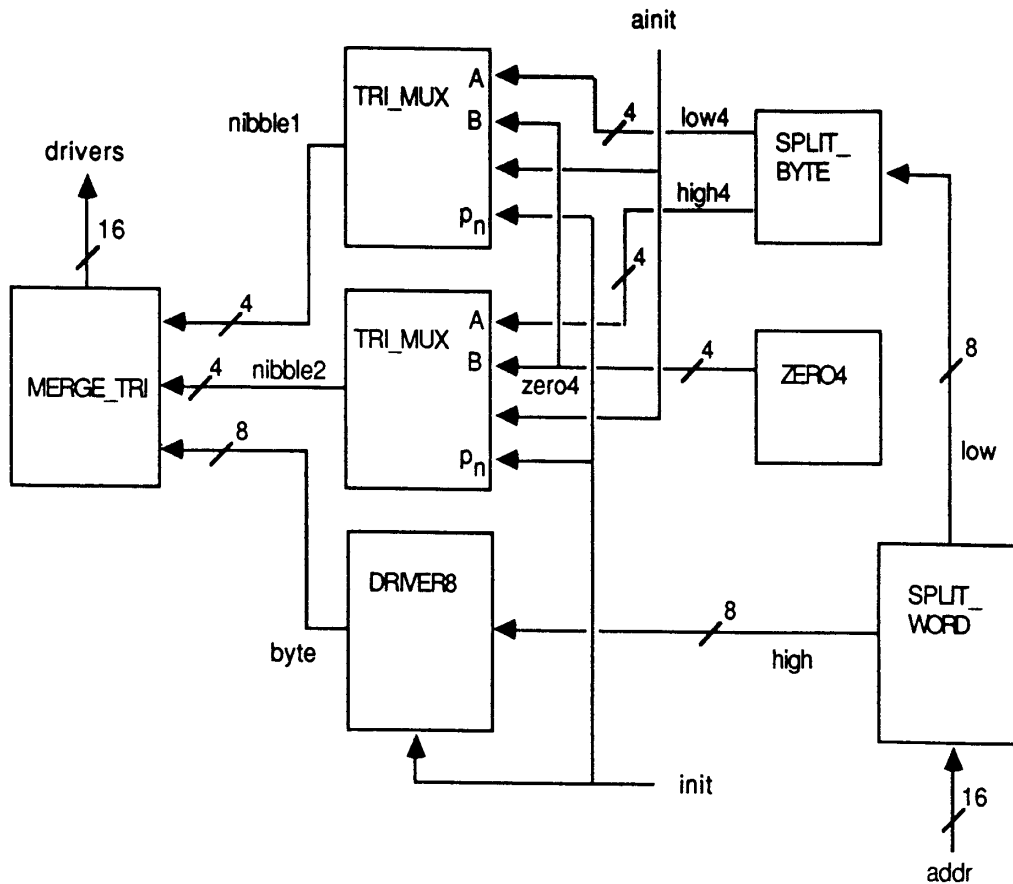 ainit
A
TRI_MUX
B
p_n
nibble1
4
low4
SPLIT_
BYTE
high4
drivers
16
4
4
A
TRI_MUX
B
p_n
nibble2
4
zero4
4
ZERO4
8
low
MERGE_TRI
8
DRIVER8
byte
8
high
SPLIT_
WORD
init
16
addr